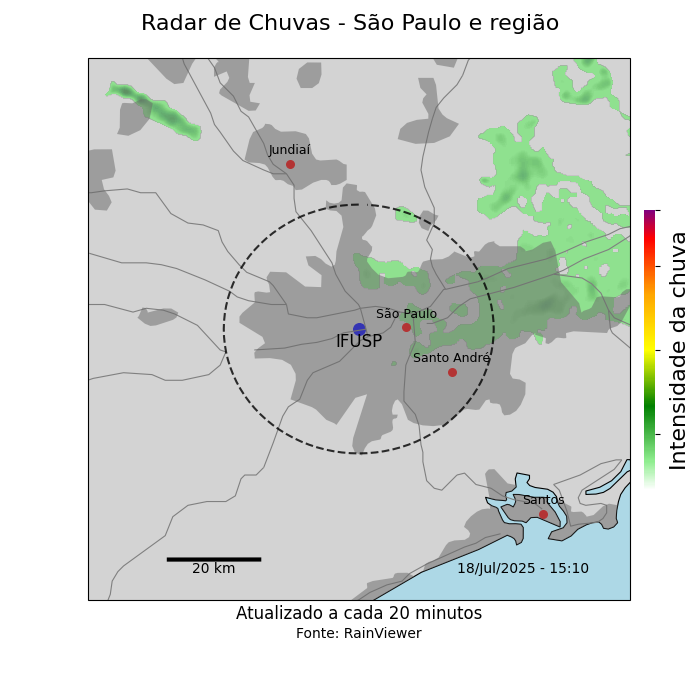 Radar de Chuvas - São Paulo e região
Jundiaí
São Paulo
IFUSP
Santo André
Santos
20 km
18/Jul/2025 - 15:10
Intensidade da chuva
Atualizado a cada 20 minutos
Fonte: RainViewer